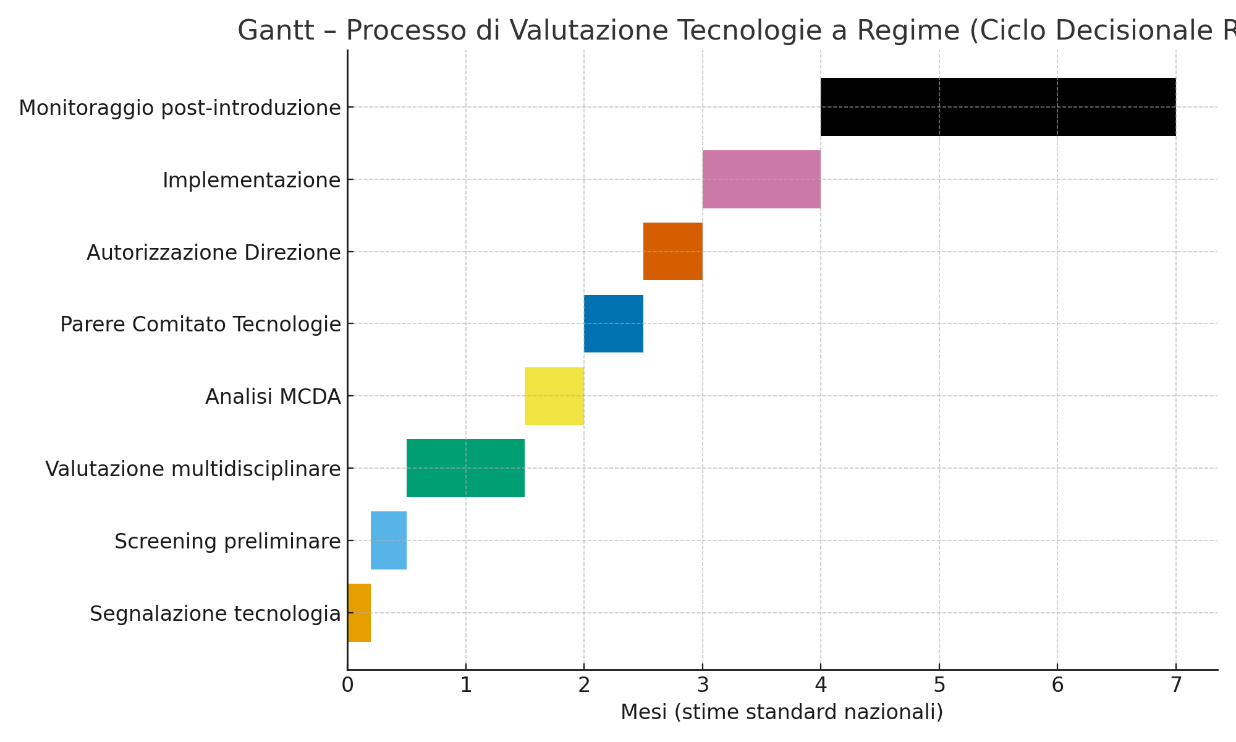 Gantt – Processo di Valutazione Tecnologie a Regime (Ciclo Decisionale R
Monitoraggio post-introduzione
Implementazione
Autorizzazione Direzione
Parere Comitato Tecnologie
Analisi MCDA
Valutazione multidisciplinare
Screening preliminare
Segnalazione tecnologia
0 1 2 3 4 5 6 7
Mesi (stime standard nazionali)